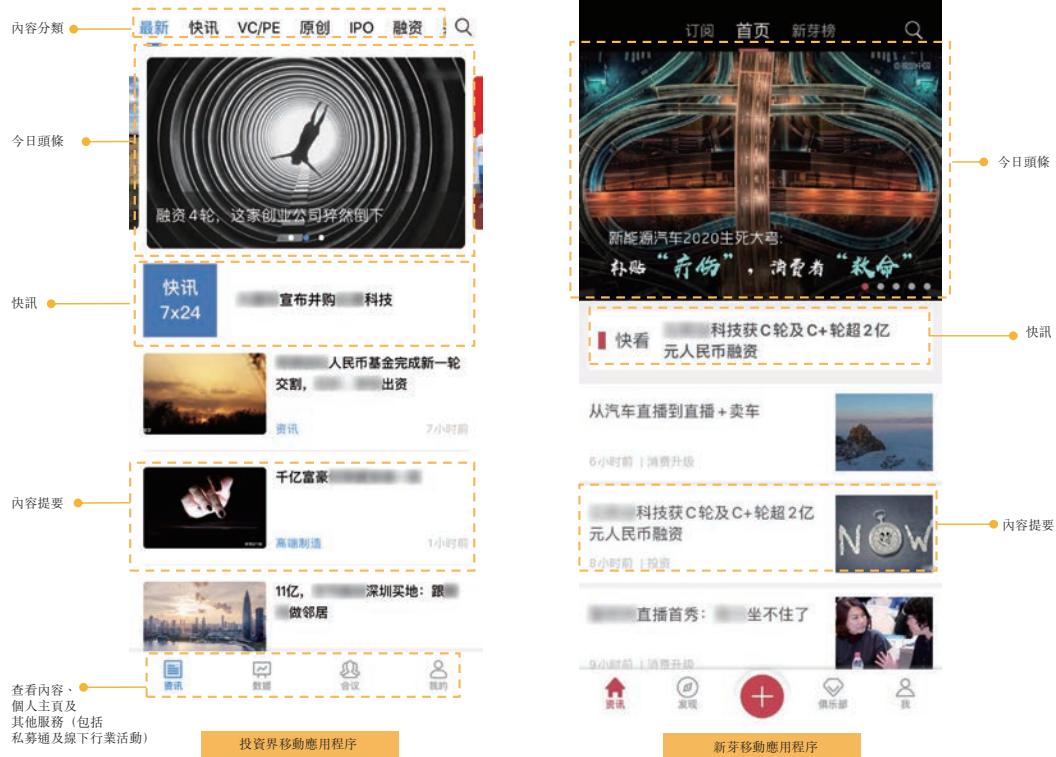 內容分類
最新 快讯 VC/PE 原创 IPO 融资
今日頭條
融资4轮，这家创业公司猝然倒下
快訊
快讯
7x24
宣布并购 科技
人民币基金完成新一轮
交割， 出资
资讯 7小时前
內容提要
千亿富豪
高端制造 1小时前
11亿， 深圳买地：跟
做邻居
资讯 数据 会议 我的
查看內容、
個人主頁及
其他服務（包括
私募通及線下行業活動）
投資界移動應用程序
订阅 首页 新芽榜
今日頭條
新能源汽车2020生死大考:
补贴“疗伤”，消费者“救命”
快訊
快看
科技获C轮及C+轮超2亿
元人民币融资
从汽车直播到直播+卖车
6小时前 | 消费升级
內容提要
科技获C轮及C+轮超2亿
元人民币融资
NOW
8小时前 | 投资
直播首秀： 坐不住了
9小时前 | 消费升级
资讯 发现 俱乐部 我
新芽移動應用程序